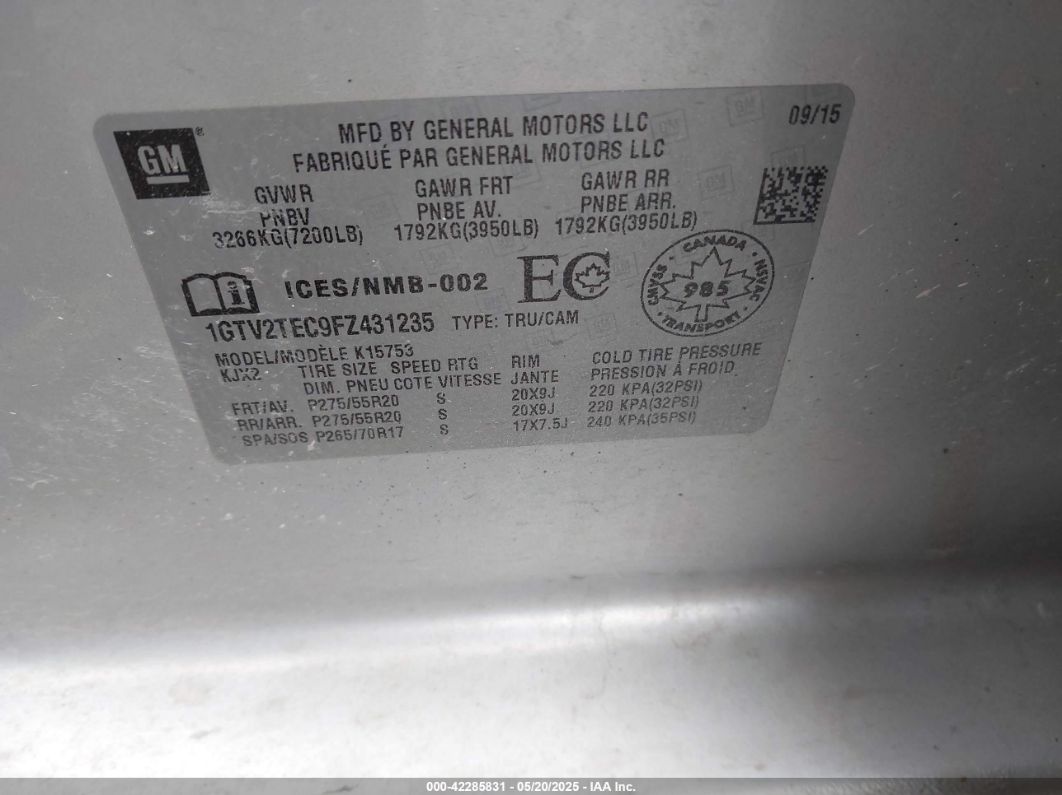 GM ®
MFD BY GENERAL MOTORS LLC
09/15
FABRIQUÉ PAR GENERAL MOTORS LLC
GVWR GAWR FRT GAWR RR
PNBV PNBE AV. PNBE ARR.
3266KG(7200LB) 1792KG(3950LB) 1792KG(3950LB)
ICES/NMB-002 EC
CANADA
CMVSS 985 NSVAC
TRANSPORT
1GTV2TEC9FZ431235 TYPE: TRU/CAM
MODEL/MODÈLE K15753
KJX2 TIRE SIZE SPEED RTG RIM COLD TIRE PRESSURE
DIM. PNEU COTE VITESSE JANTE PRESSION À FROID
FRT/AV. P275/55R20 S 20X9J 220 KPA(32PSI)
RR/ARR. P275/55R20 S 20X9J 220 KPA(32PSI)
SPA/SOS P265/70R17 S 17X7.5J 240 KPA(35PSI)
000-42285831 - 05/20/2025 - IAA Inc.